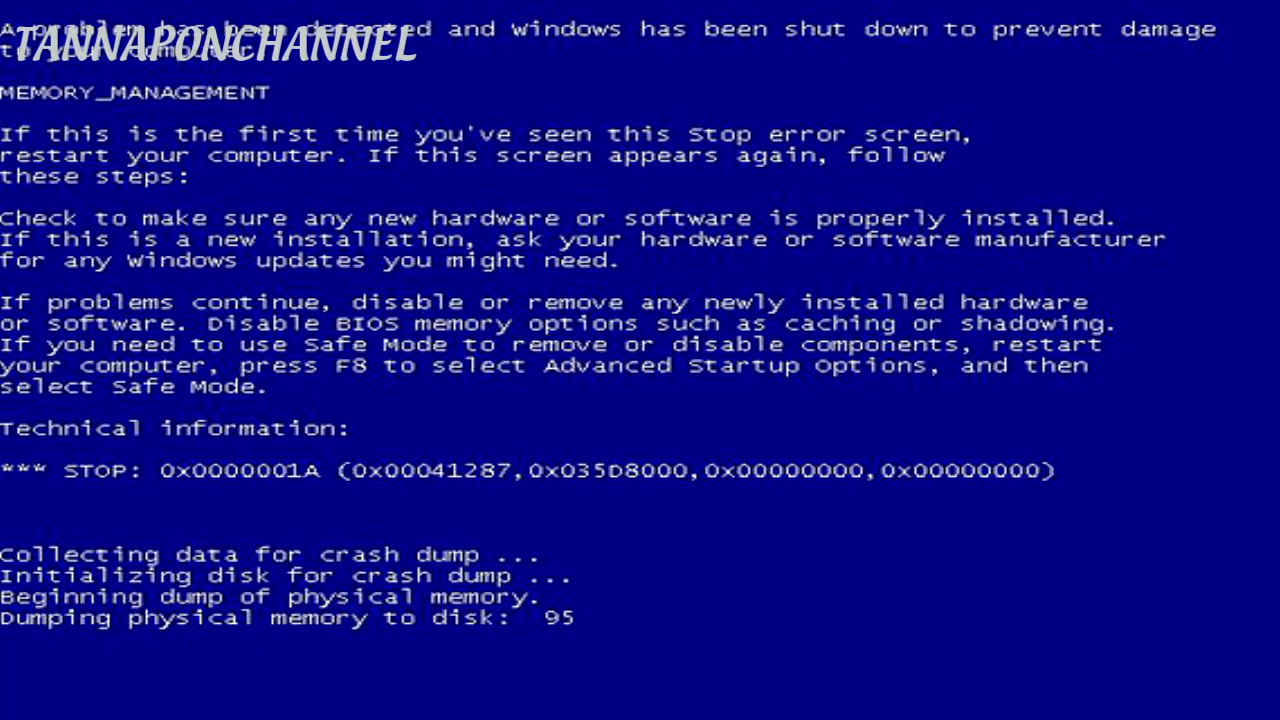 TANNAPONCHANNEL
A problem has been detected and Windows has been shut down to prevent damage
to your computer.
MEMORY_MANAGEMENT
If this is the first time you've seen this Stop error screen,
restart your computer. If this screen appears again, follow
these steps:
Check to make sure any new hardware or software is properly installed.
If this is a new installation, ask your hardware or software manufacturer
for any Windows updates you might need.
If problems continue, disable or remove any newly installed hardware
or software. Disable BIOS memory options such as caching or shadowing.
If you need to use Safe Mode to remove or disable components, restart
your computer, press F8 to select Advanced Startup Options, and then
select Safe Mode.
Technical information:
*** STOP: 0x0000001A (0x00041287,0x035D8000,0x00000000,0x00000000)
Collecting data for crash dump ...
Initializing disk for crash dump ...
Beginning dump of physical memory.
Dumping physical memory to disk:  95